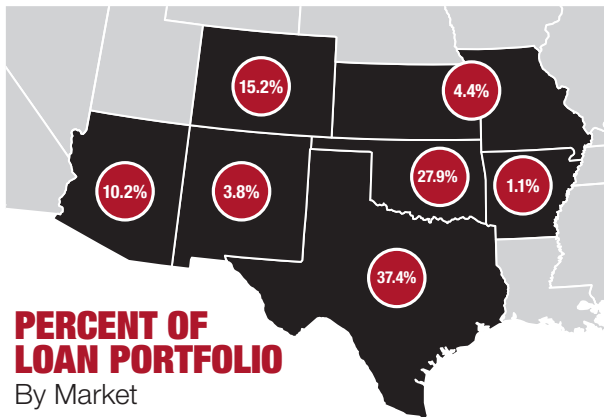 15.2%
4.4%
10.2%
3.8%
27.9%
1.1%
37.4%
PERCENT OF
LOAN PORTFOLIO
By Market